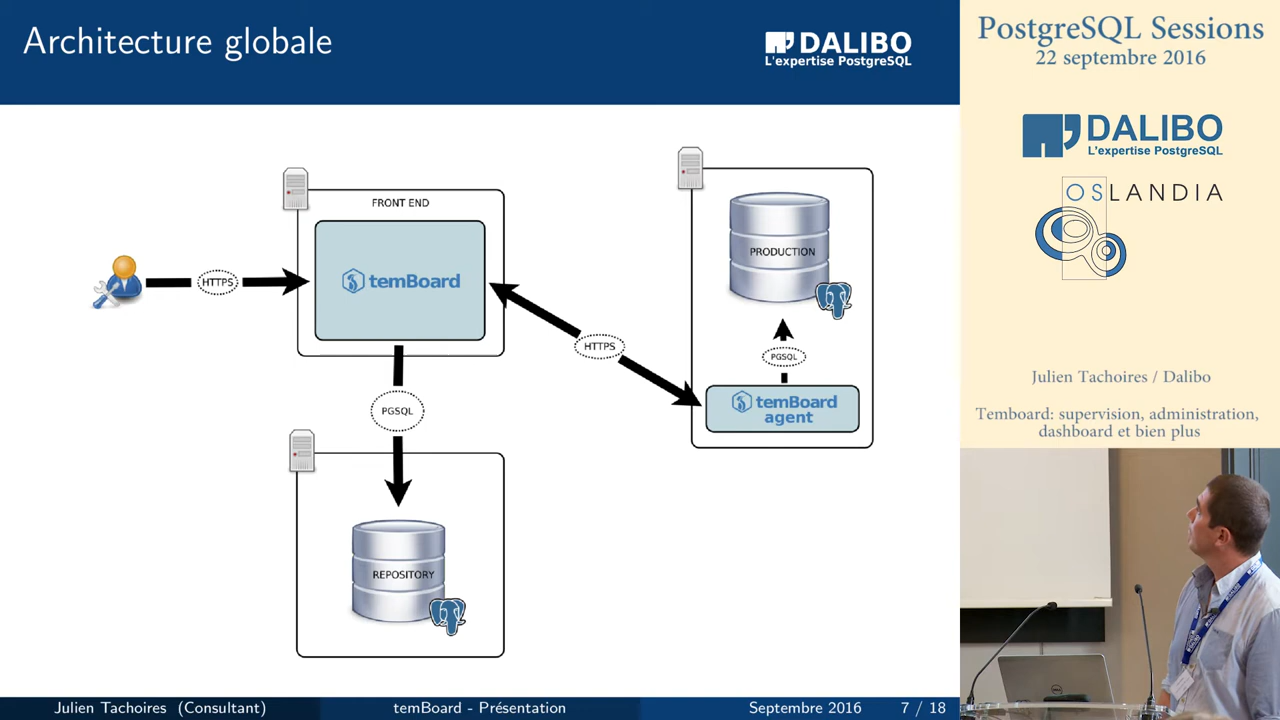 Architecture globale
DALIBO
L'expertise PostgreSQL
FRONT END
temBoard
HTTPS
PGSQL
REPOSITORY
HTTPS
PRODUCTION
PGSQL
temBoard
agent
Julien Tachoires (Consultant)
temBoard - Présentation
Septembre 2016
7 / 18
PostgreSQL Sessions
22 septembre 2016
DALIBO
L'expertise PostgreSQL
OSLANDIA
Julien Tachoires / Dalibo
Temboard: supervision, administration,
dashboard et bien plus